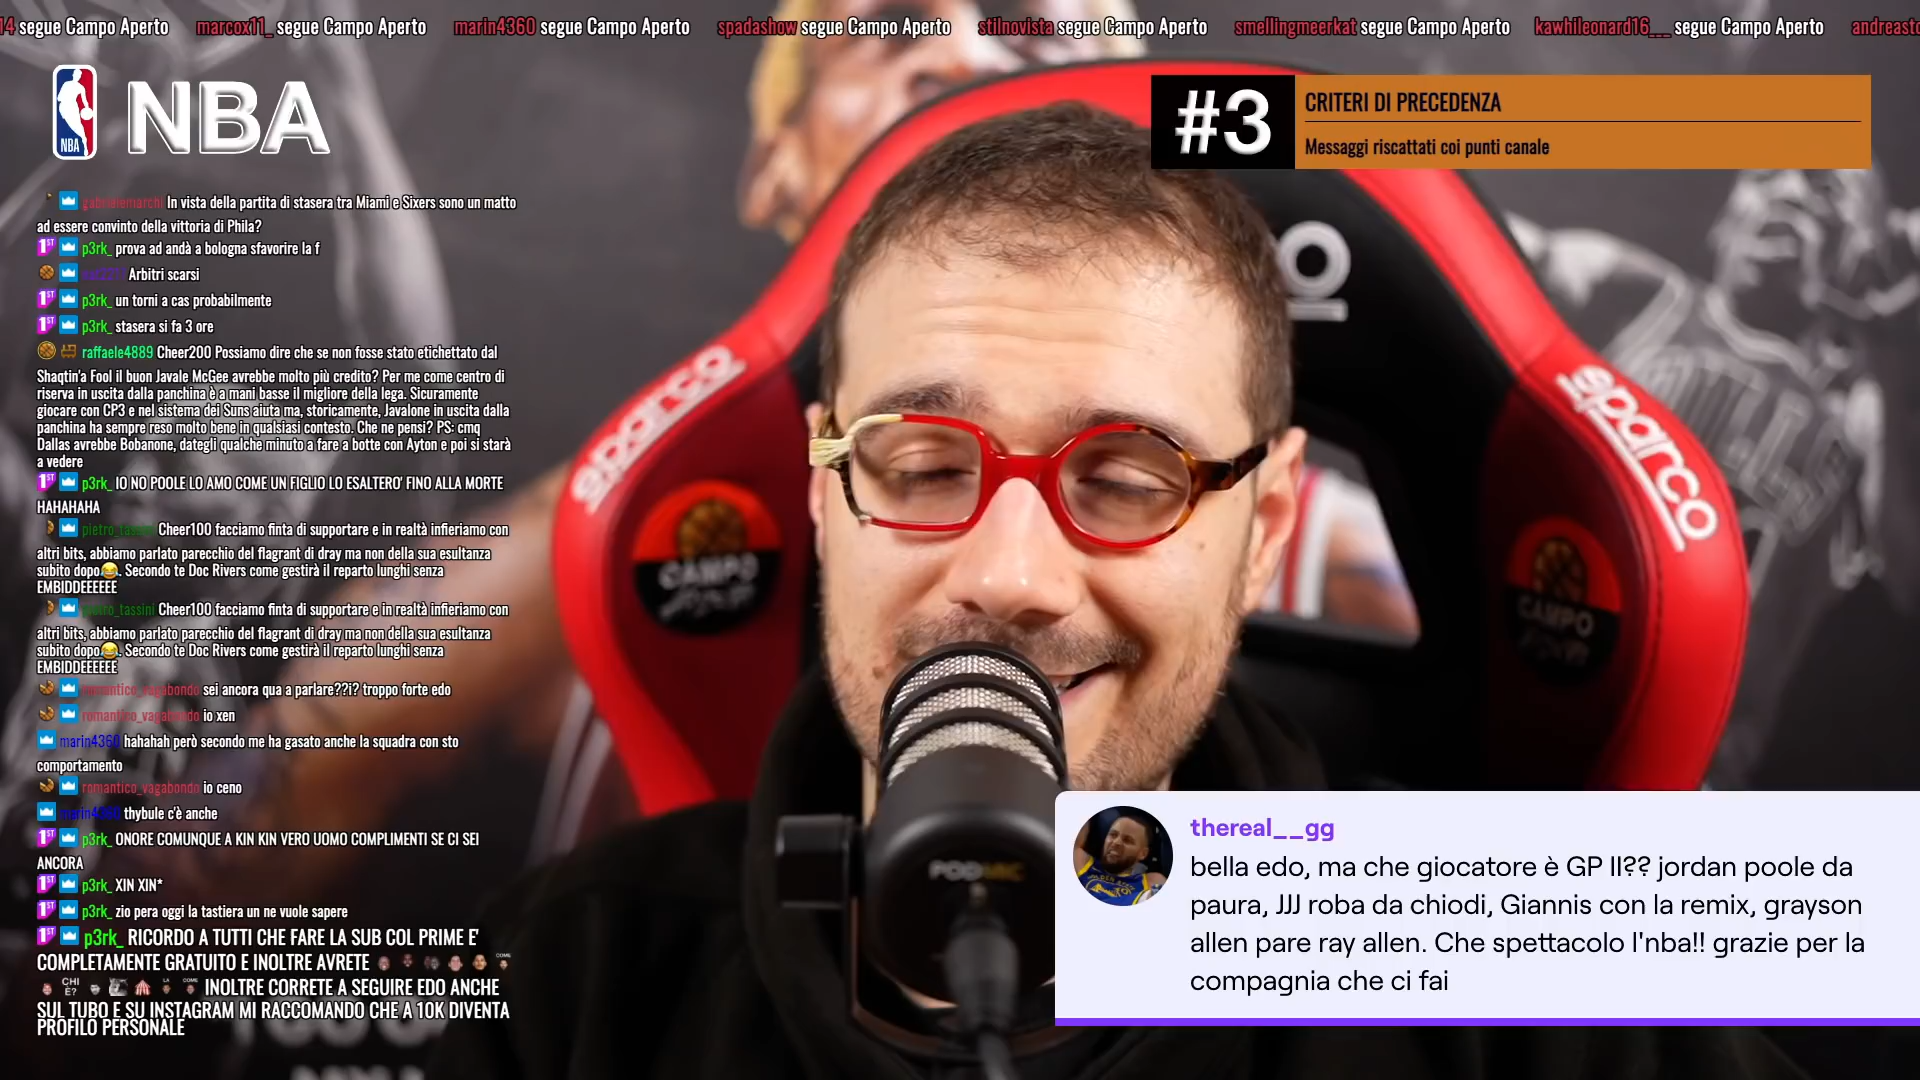 14 segue Campo Aperto marcox11_ segue Campo Aperto marin4360 segue Campo Aperto spadashow segue Campo Aperto stilnovista segue Campo Aperto smellingmeerkat segue Campo Aperto kawhileonard16___ segue Campo Aperto andreasto
NBA NBA
#3 CRITERI DI PRECEDENZA
Messaggi riscattati coi punti canale
gabrielemarchi In vista della partita di stasera tra Miami e Sixers sono un matto
ad essere convinto della vittoria di Phila?
p3rk_ prova ad andà a bologna sfavorire la f
Arbitri scarsi
p3rk_ un torni a cas probabilmente
p3rk_ stasera si fa 3 ore
raffaele4889 Cheer200 Possiamo dire che se non fosse stato etichettato dal
Shaqtin'a Fool il buon Javale McGee avrebbe molto più credito? Per me come centro di
riserva in uscita dalla panchina è a mani basse il migliore della lega. Sicuramente
giocare con CP3 e nel sistema dei Suns aiuta ma, storicamente, Javalone in uscita dalla
panchina ha sempre reso molto bene in qualsiasi contesto. Che ne pensi? PS: cmq
Dallas avrebbe Bobanone, dategli qualche minuto a fare a botte con Ayton e poi si starà
a vedere
p3rk_ IO NO POOLE LO AMO COME UN FIGLIO LO ESALTERO' FINO ALLA MORTE
HAHAHAHA
pietro_tassini Cheer100 facciamo finta di supportare e in realtà infieriamo con
altri bits, abbiamo parlato parecchio del flagrant di dray ma non della sua esultanza
subito dopo😂. Secondo te Doc Rivers come gestirà il reparto lunghi senza
EMBIDDEEEEEE
pietro_tassini Cheer100 facciamo finta di supportare e in realtà infieriamo con
altri bits, abbiamo parlato parecchio del flagrant di dray ma non della sua esultanza
subito dopo😂. Secondo te Doc Rivers come gestirà il reparto lunghi senza
EMBIDDEEEEEE
romantico_vagabondo sei ancora qua a parlare??i? troppo forte edo
romantico_vagabondo io xen
marin4360 hahahah però secondo me ha gasato anche la squadra con sto
comportamento
romantico_vagabondo io ceno
marin4360 thybule c'è anche
p3rk_ ONORE COMUNQUE A KIN KIN VERO UOMO COMPLIMENTI SE CI SEI
ANCORA
p3rk_ XIN XIN*
p3rk_ zio pera oggi la tastiera un ne vuole sapere
p3rk_ RICORDO A TUTTI CHE FARE LA SUB COL PRIME E'
COMPLETAMENTE GRATUITO E INOLTRE AVRETE
CHI E? INOLTRE CORRETE A SEGUIRE EDO ANCHE
SUL TUBO E SU INSTAGRAM MI RACCOMANDO CHE A 10K DIVENTA
PROFILO PERSONALE
sparco
sparco
CAMPO
CAMPO
PODMIC
thereal__gg
bella edo, ma che giocatore è GP II?? jordan poole da
paura, JJJ roba da chiodi, Giannis con la remix, grayson
allen pare ray allen. Che spettacolo l'nba!! grazie per la
compagnia che ci fai